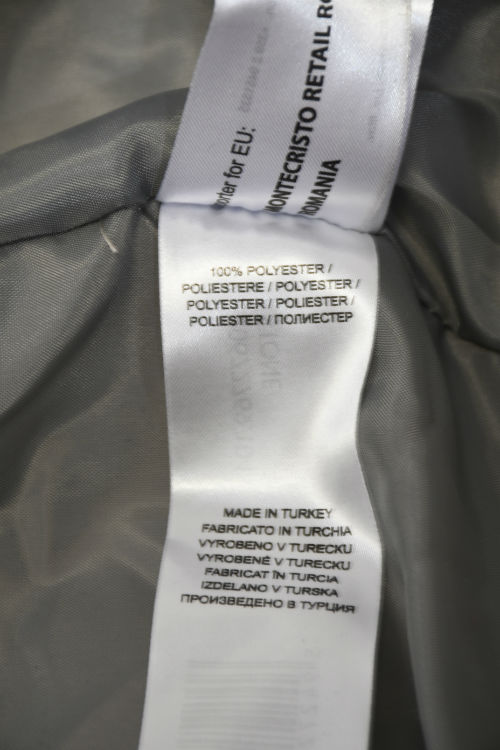 orter for EU:
MONTECRISTO RETAIL RO
ROMANIA
100% POLYESTER /
POLIESTERE / POLYESTER /
POLYESTER / POLIESTER /
POLIESTER / ПОЛИЕСТЕР
MADE IN TURKEY
FABRICATO IN TURCHIA
VYROBENO V TURECKU
VYROBENÉ V TURECKU
FABRICAT ÎN TURCIA
IZDELANO V TURSKA
ПРОИЗВЕДЕНО В ТУРЦИЯ